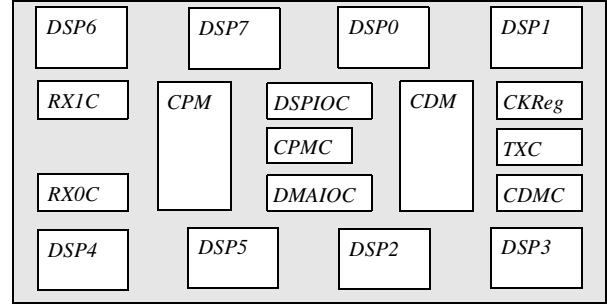 DSP6 DSP7 DSP0 DSP1
RX1C CPM DSPIOC CDM CKReg
CPMC TXC
RX0C DMAIOC CDMC
DSP4 DSP5 DSP2 DSP3